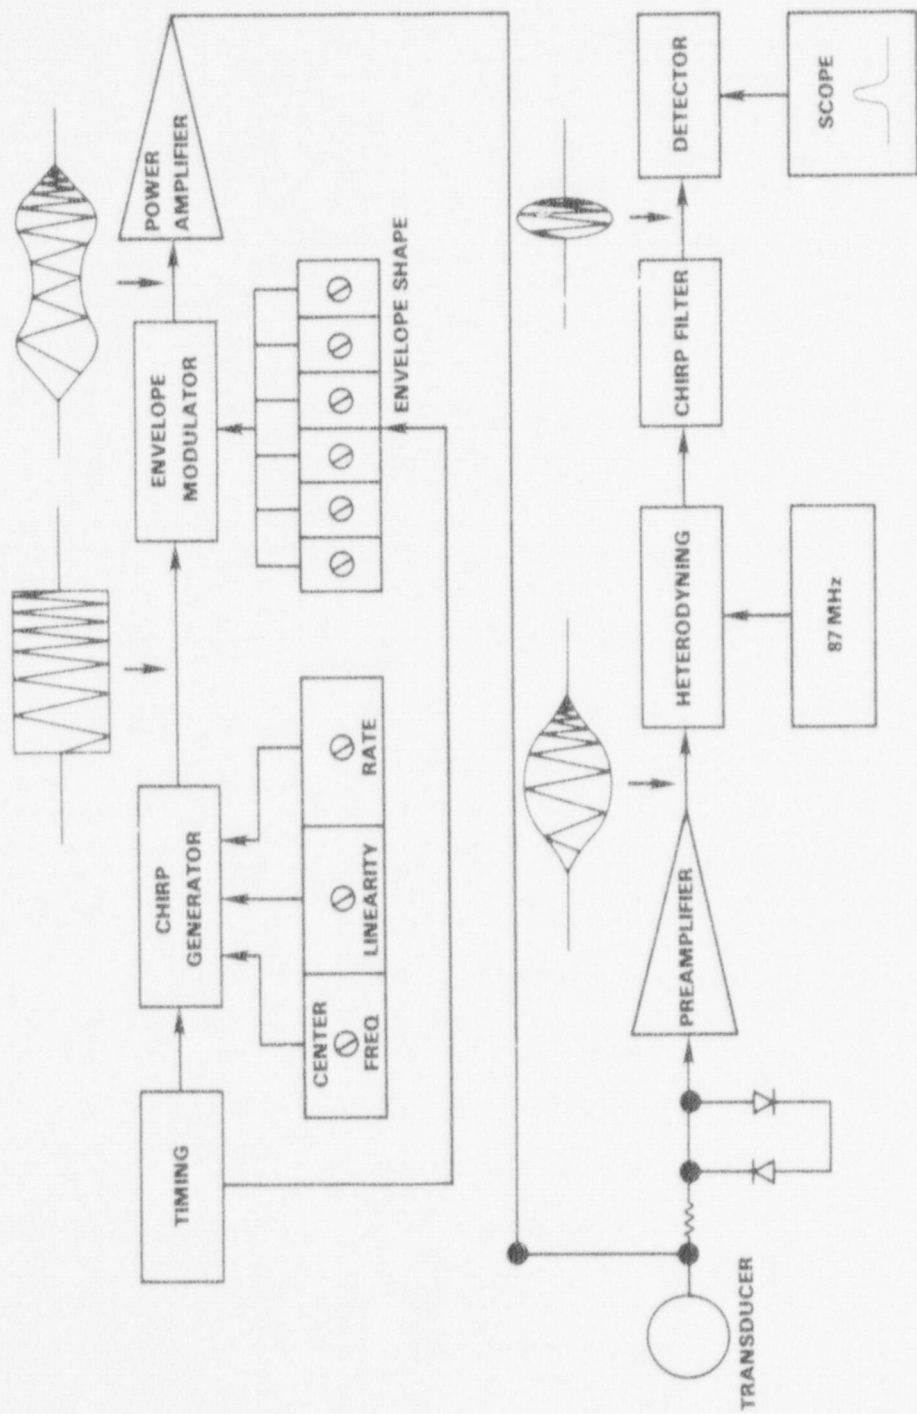 TIMING
CHIRP
GENERATOR
CENTER
FREQ
LINEARITY
RATE
ENVELOPE
MODULATOR
ENVELOPE SHAPE
POWER
AMPLIFIER
TRANSDUCER
PREAMPLIFIER
HETERODYNING
87 MHz
CHIRP FILTER
DETECTOR
SCOPE